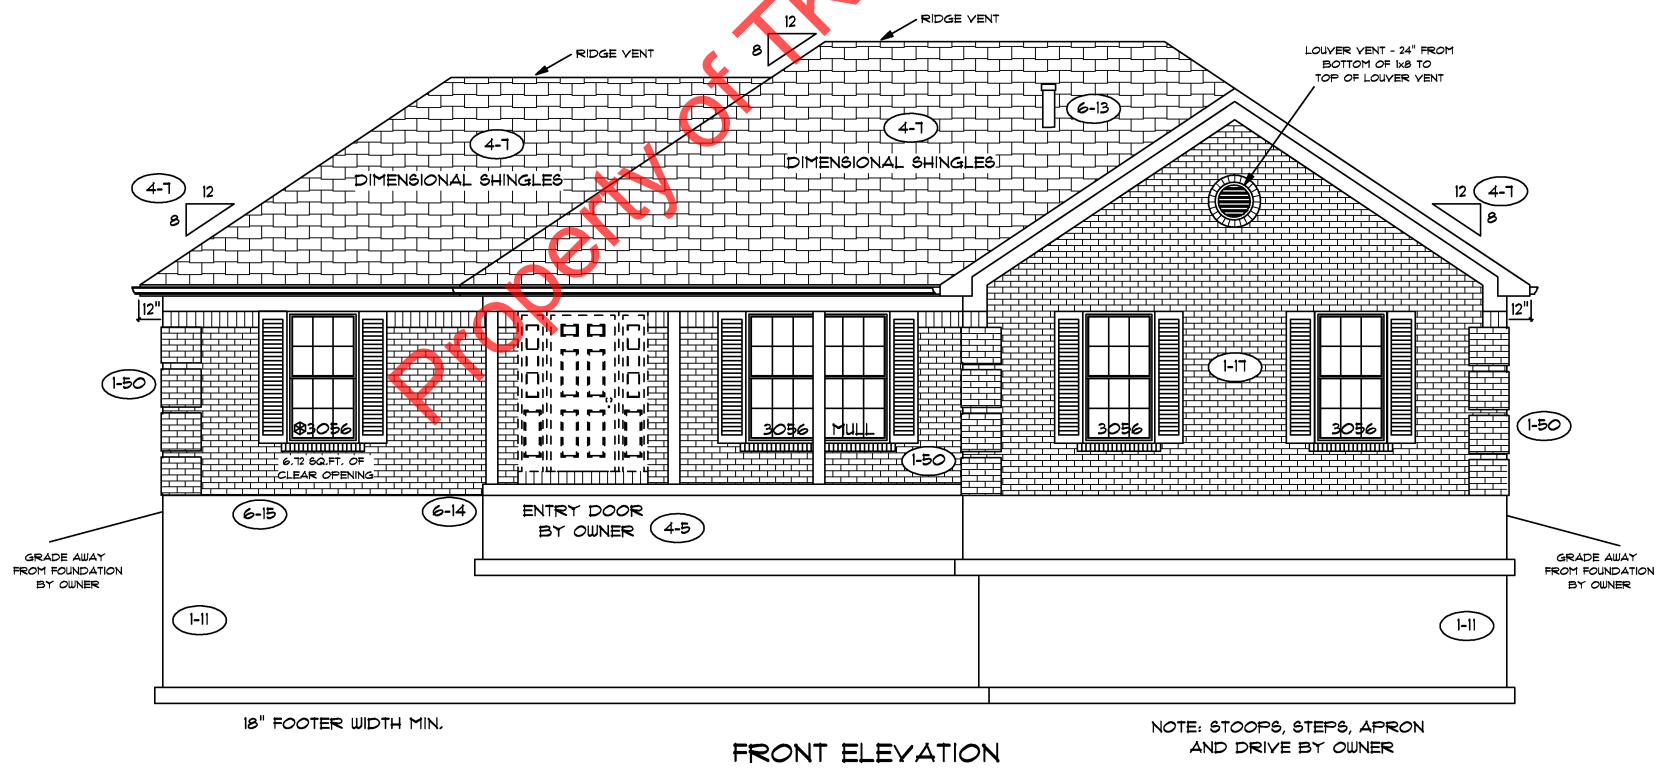 Property of TK
12
8
RIDGE VENT
RIDGE VENT
LOUVER VENT - 24" FROM
BOTTOM OF 1x8 TO
TOP OF LOUVER VENT
6-13
4-7
DIMENSIONAL SHINGLES
4-7
DIMENSIONAL SHINGLES
4-7
12
8
12
4-7
8
12"
12"
1-50
1-17
1-50
✻3056
3056
MULL
3056
3056
6.72 SQ.FT. OF
CLEAR OPENING
1-50
6-15
6-14
ENTRY DOOR
BY OWNER
4-5
GRADE AWAY
FROM FOUNDATION
BY OWNER
GRADE AWAY
FROM FOUNDATION
BY OWNER
1-11
1-11
18" FOOTER WIDTH MIN.
FRONT ELEVATION
NOTE: STOOPS, STEPS, APRON
AND DRIVE BY OWNER